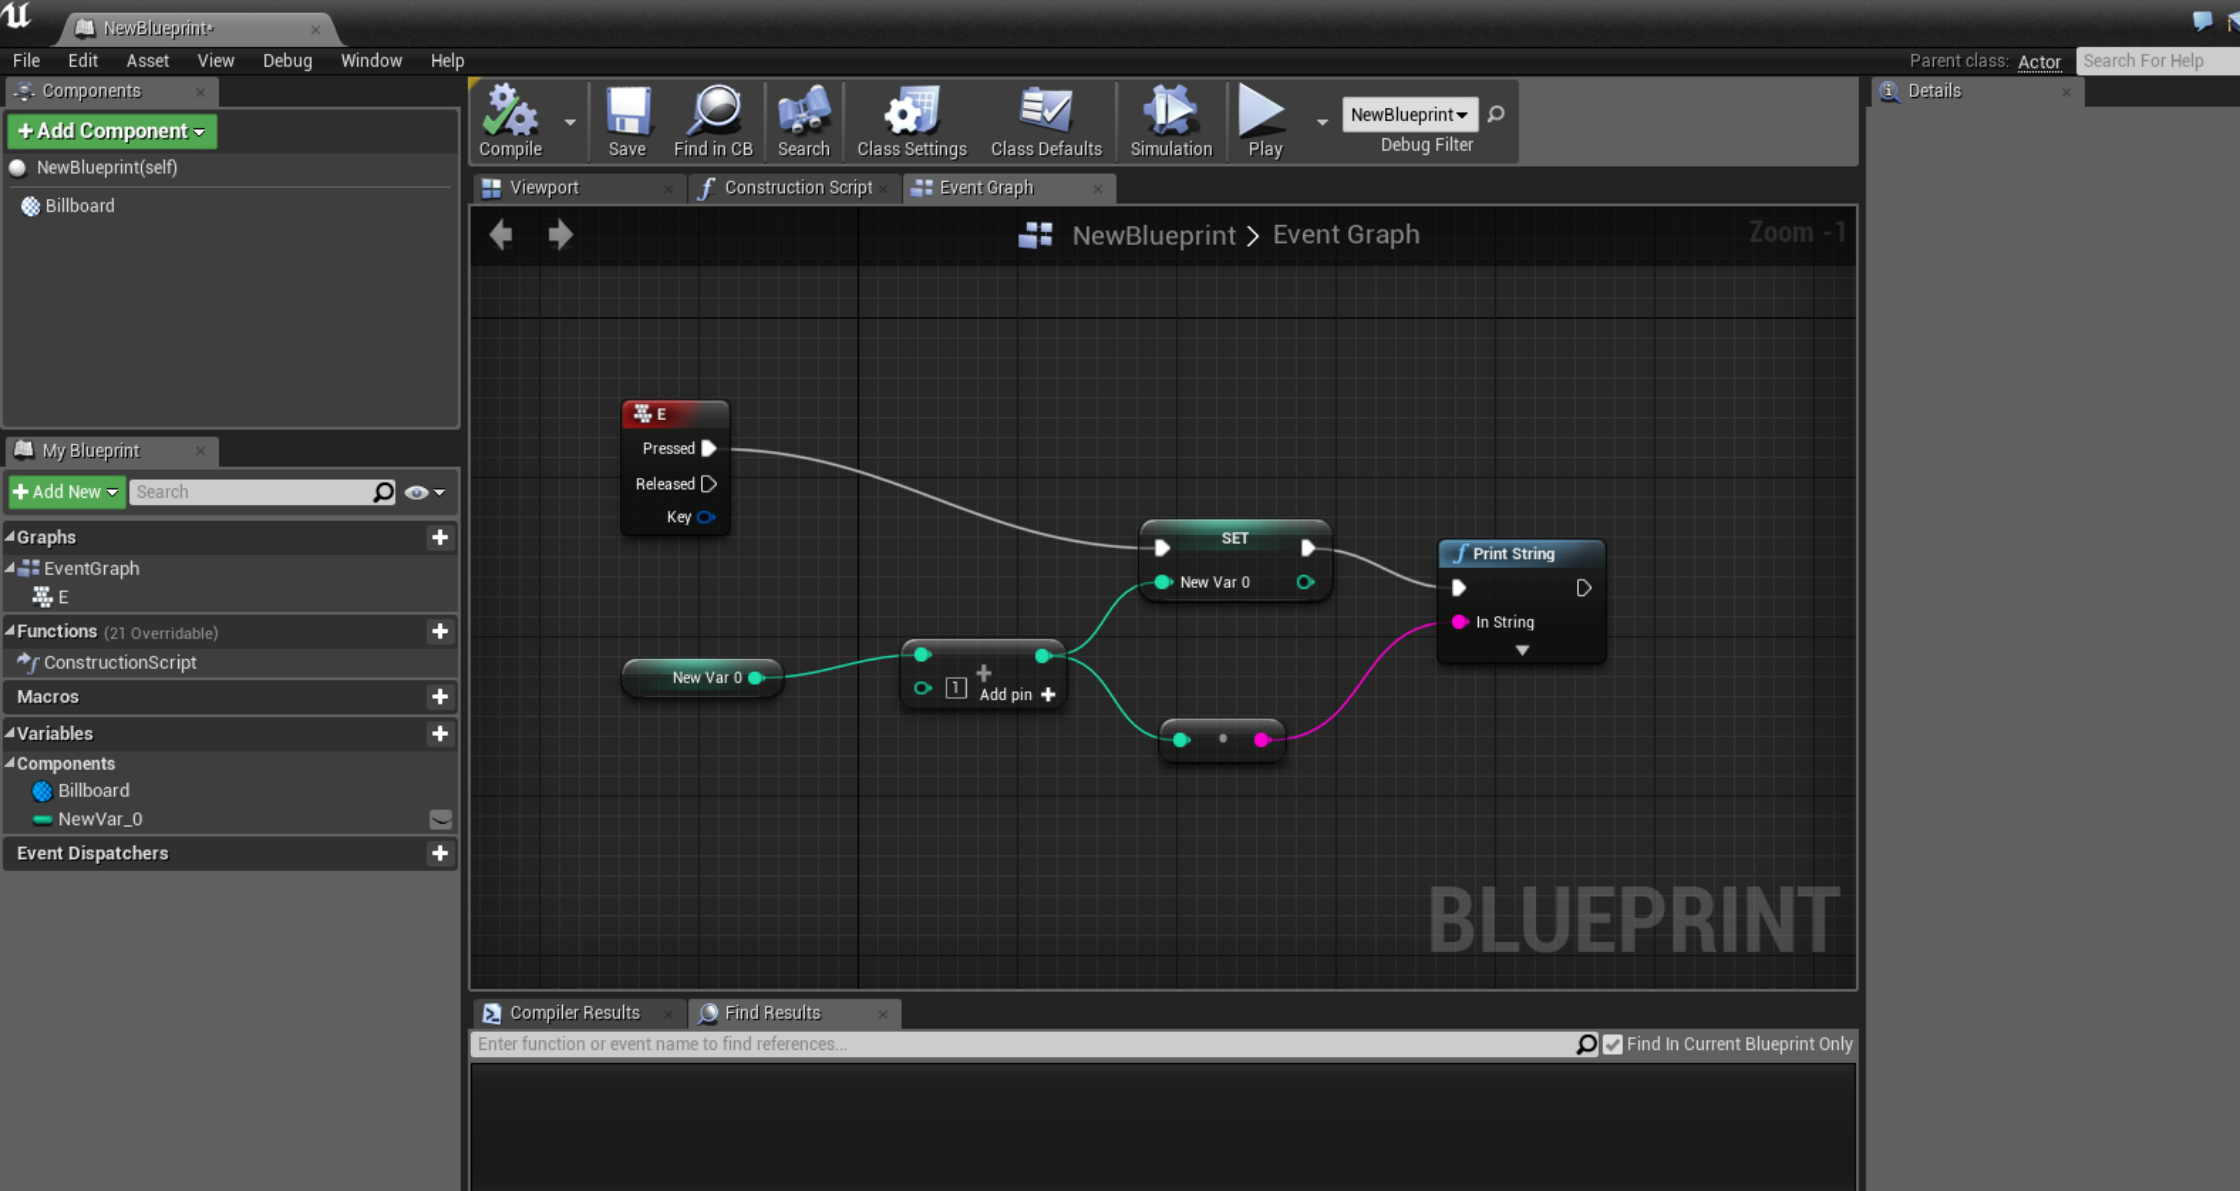 NewBlueprint*
File Edit Asset View Debug Window Help
Parent class: Actor
Search For Help
Components
+Add Component
NewBlueprint(self)
Billboard
My Blueprint
+Add New
Search
Graphs
EventGraph
E
Functions (21 Overridable)
ConstructionScript
Macros
Variables
Components
Billboard
NewVar_0
Event Dispatchers
Compile
Save
Find in CB
Search
Class Settings
Class Defaults
Simulation
Play
NewBlueprint
Debug Filter
Viewport
Construction Script
Event Graph
NewBlueprint > Event Graph
Zoom -1
E
Pressed
Released
Key
SET
New Var 0
Print String
In String
New Var 0
1
Add pin +
BLUEPRINT
Compiler Results
Find Results
Enter function or event name to find references...
Find In Current Blueprint Only
Details